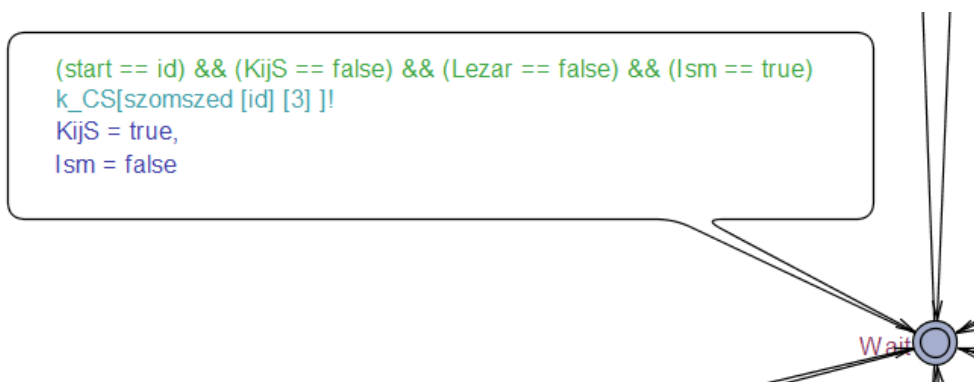 (start == id) && (KijS == false) && (Lezar == false) && (Ism == true)
k_CS[szomszed [id] [3] ]!
KijS = true,
Ism = false
Wait